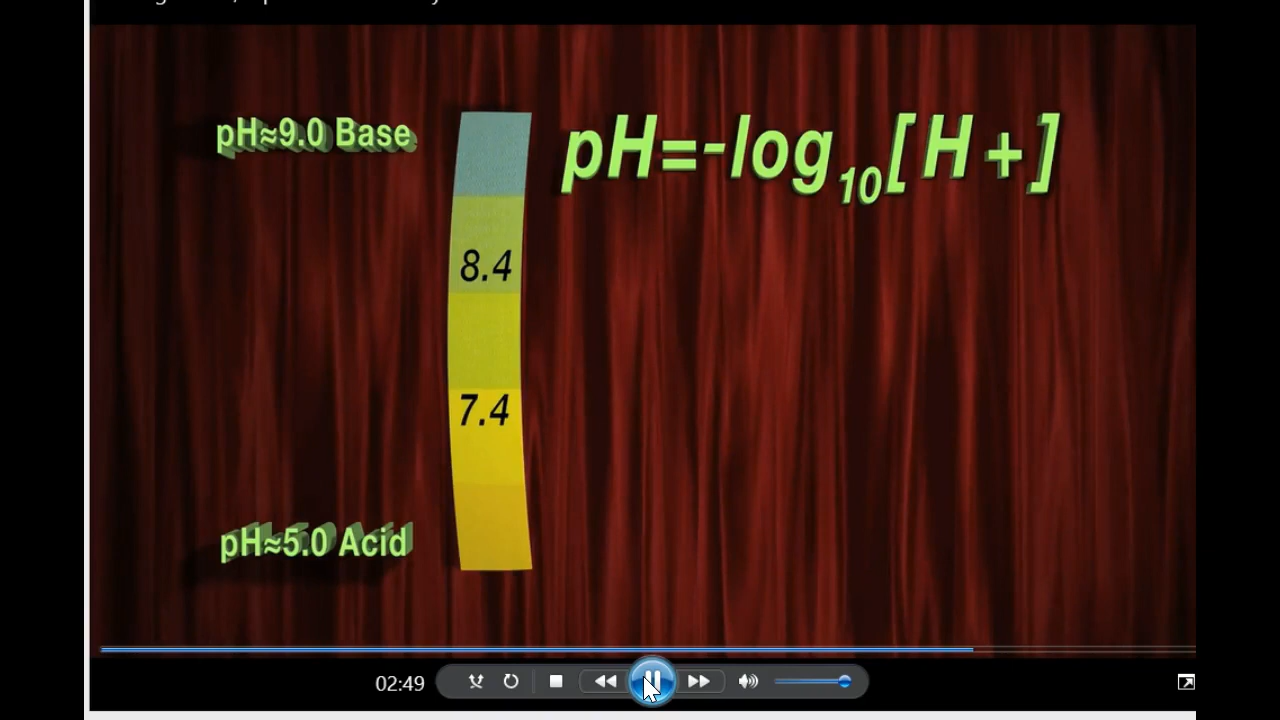 pH≈9.0 Base
pH=-log10[H+]
8.4
7.4
pH≈5.0 Acid
02:49